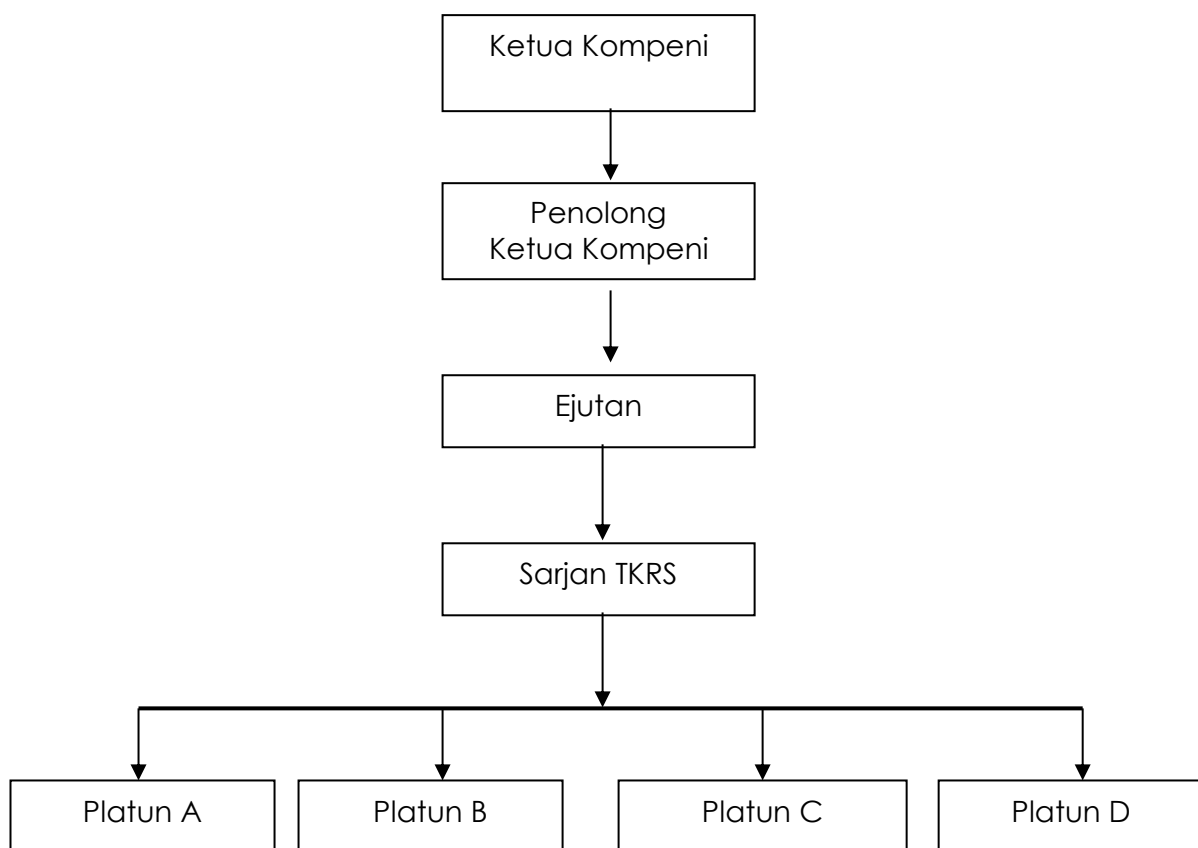 Ketua Kompeni
Penolong
Ketua Kompeni
Ejutan
Sarjan TKRS
Platun A
Platun B
Platun C
Platun D